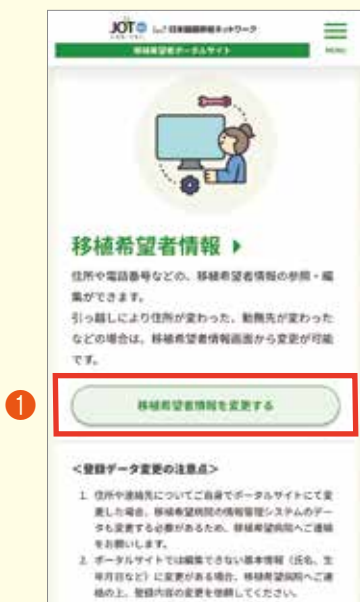 JOT 公益社団法人 日本臓器移植ネットワーク
移植希望者ポータルサイト
MENU
移植希望者情報
住所や電話番号などの、移植希望者情報の参照・編
集ができます。
引っ越しにより住所が変わった、勤務先が変わった
などの場合は、移植希望者情報画面から変更が可能
です。
1
移植希望者情報を変更する
＜登録データ変更の注意点＞
1. 住所や連絡先についてご自身でポータルサイトにて変
更した場合、移植希望病院の情報管理システムのデー
タも変更する必要があるため、移植希望病院へご連絡
をお願いします。
2. ポータルサイトでは編集できない基本情報（氏名、生
年月日など）に変更がある場合、移植希望病院へご連
絡の上、登録内容の変更を依頼してください。